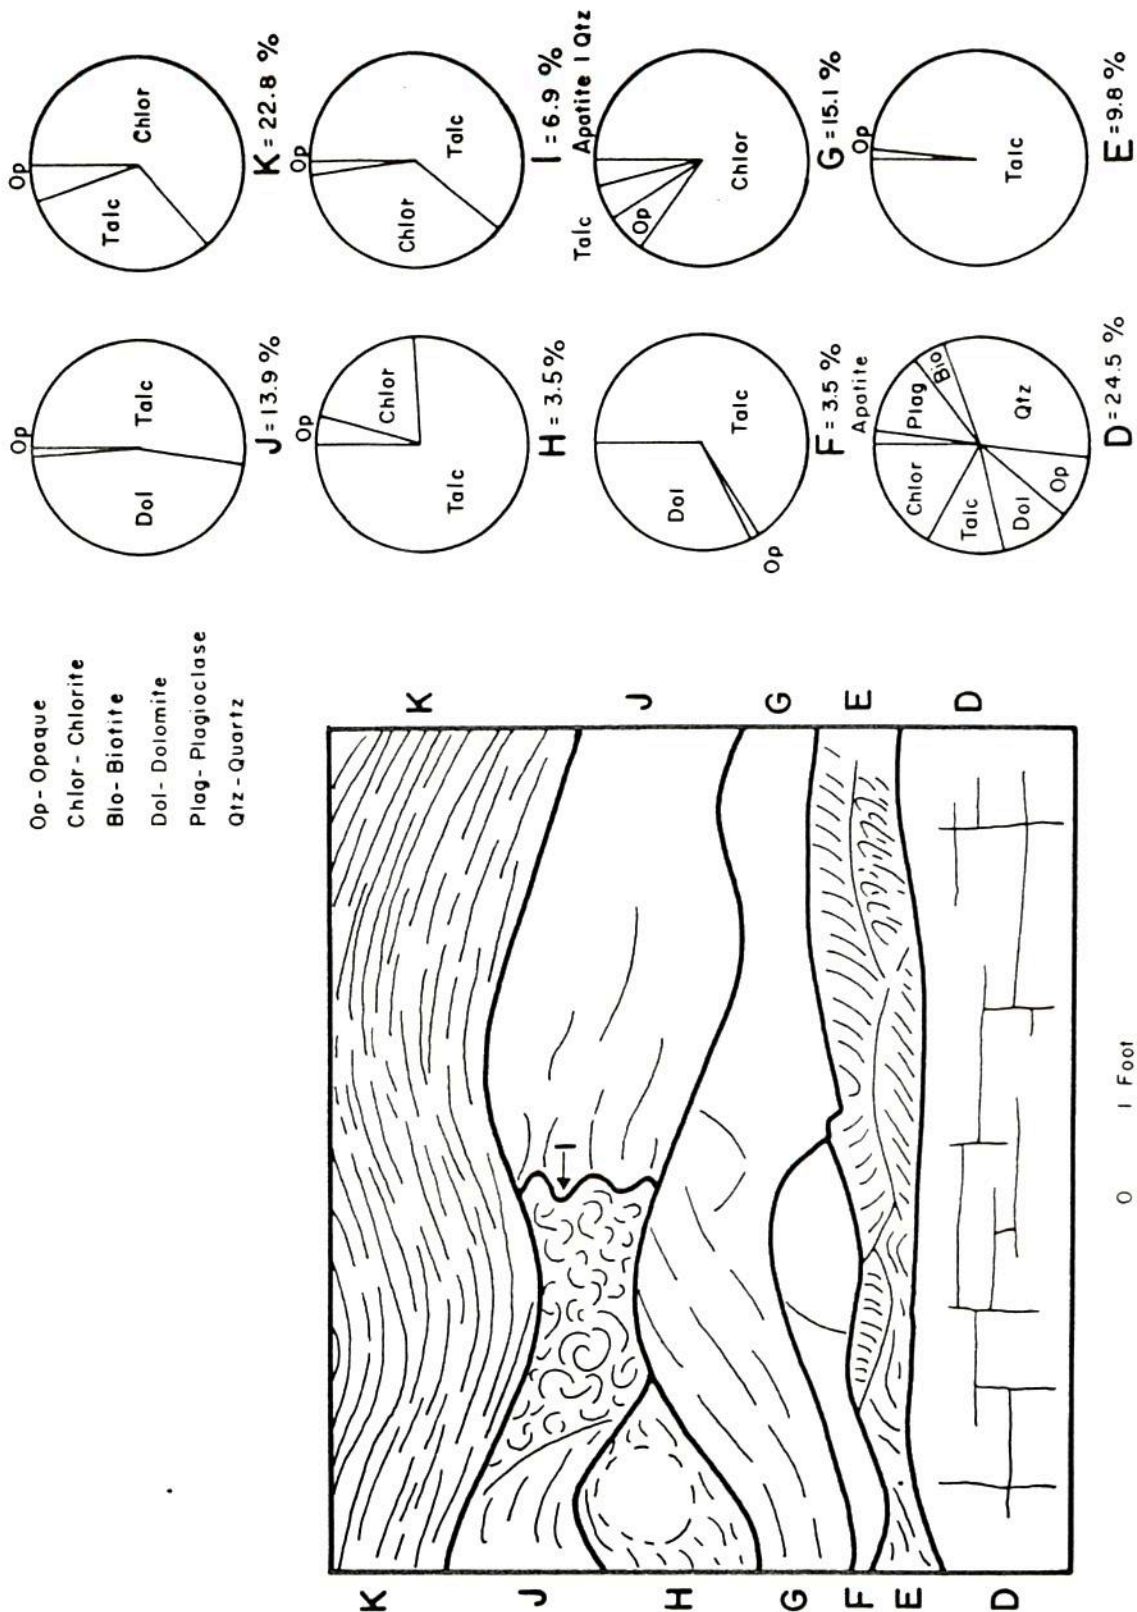 Op-Opaque
Chlor-Chlorite
Bio-Biotite
Dol-Dolomite
Plag-Plagioclase
Qtz-Quartz
K
J
H
G
F
E
D
I
K
J
G
E
D
0 1 Foot
Op
Dol
Talc
J = 13.9 %
Op
Talc
Chlor
K = 22.8 %
Op
Chlor
Talc
H = 3.5 %
Op
Chlor
Talc
I = 6.9 %
Dol
Talc
Op
F = 3.5 %
Talc
Apatite
Qtz
Op
Chlor
G = 15.1 %
Apatite
Chlor
Plag
Bio
Talc
Qtz
Dol
Op
D = 24.5 %
Op
Talc
E = 9.8 %